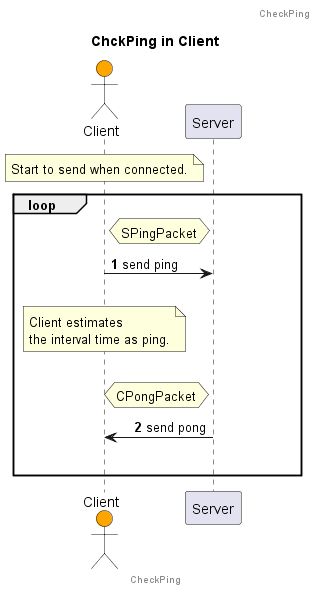 CheckPing
ChckPing in Client
Client
Server
Start to send when connected.
loop
SPingPacket
1 send ping
Client estimates
the interval time as ping.
CPongPacket
2 send pong
Client
Server
CheckPing